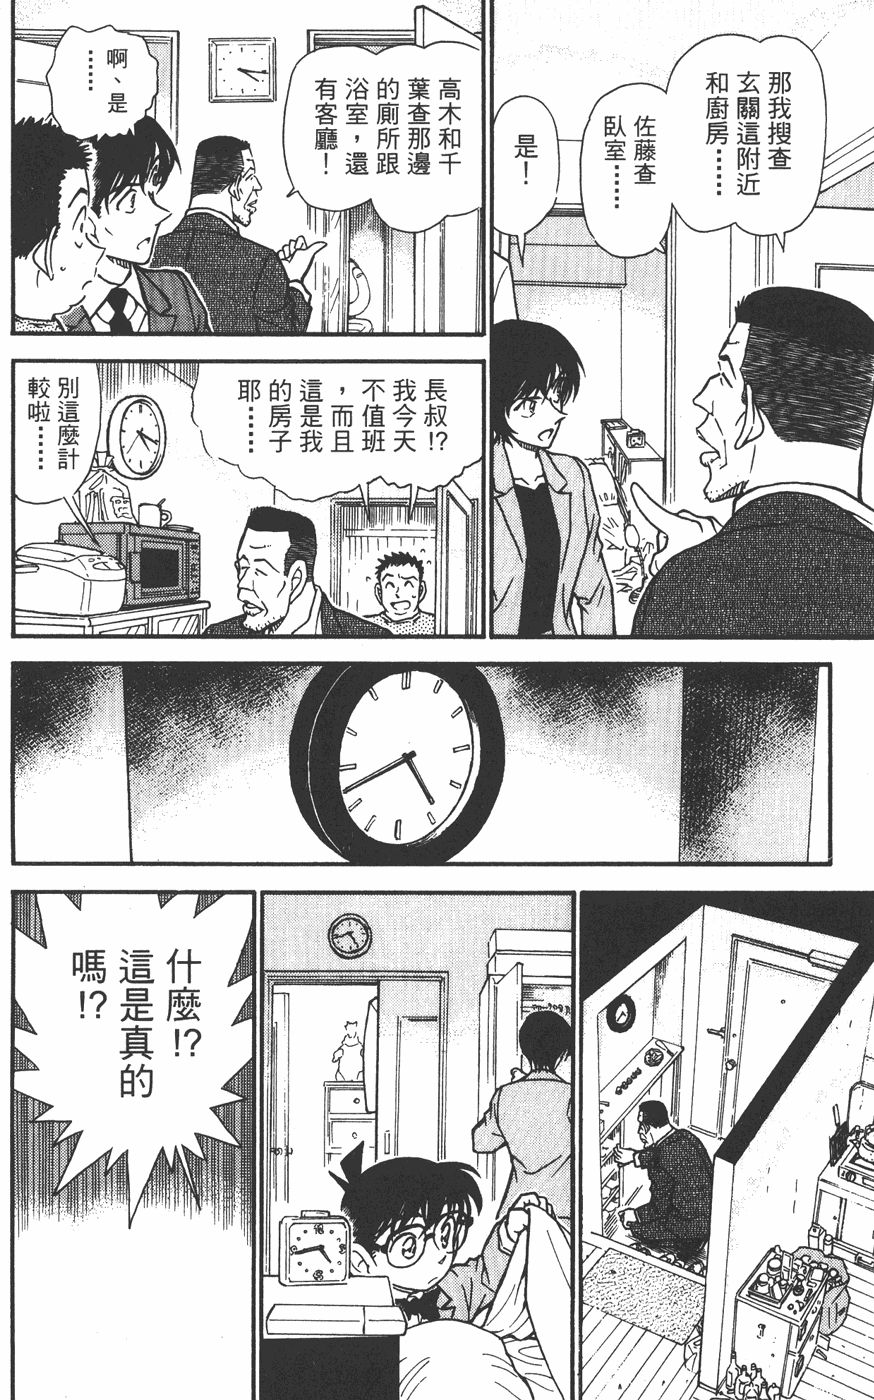 那我搜查
玄關這附近
和廚房……
佐藤查
臥室……
是！
高木和千
葉查那邊
的廁所跟
浴室，還
有客廳！
啊、是
……
長叔!?
我今天
不值班
，而且
這是我
的房子
耶……
別這麼計
較啦……
什麼!?
這是真的
嗎!?